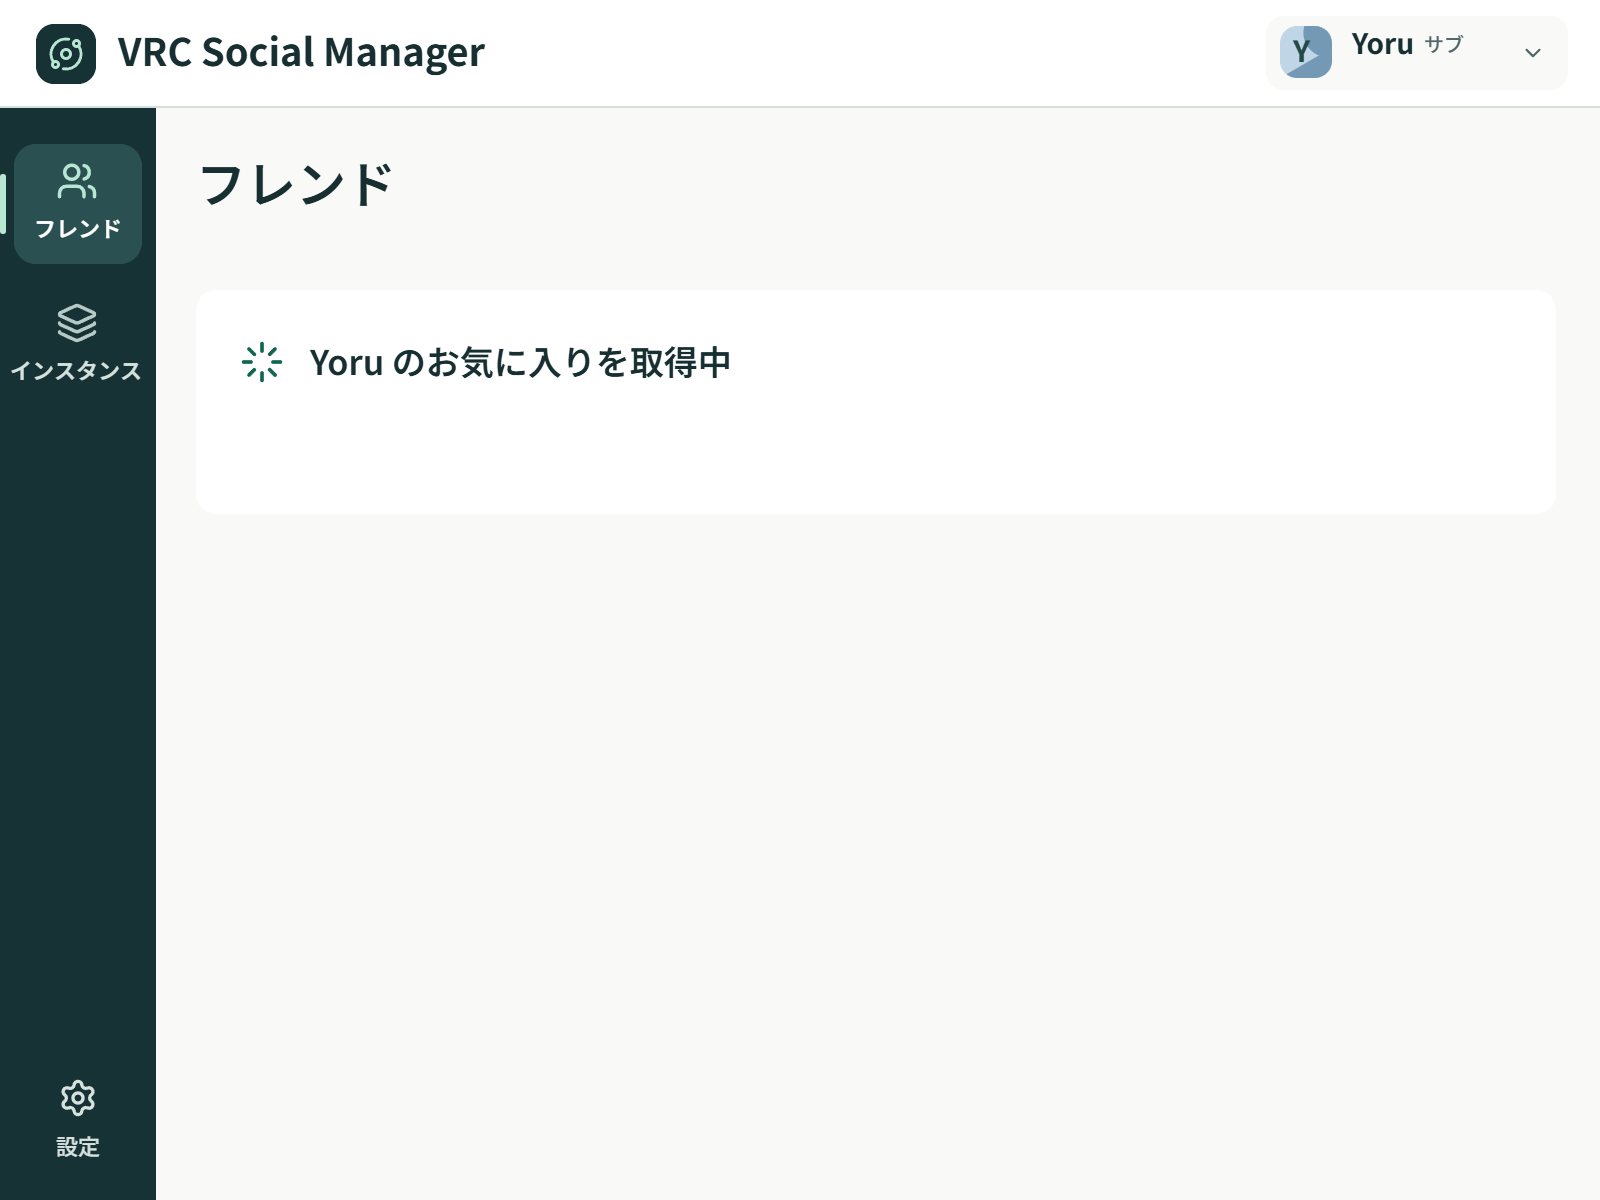 VRC Social Manager
Y
Yoru サブ
フレンド
インスタンス
設定
フレンド
Yoru のお気に入りを取得中